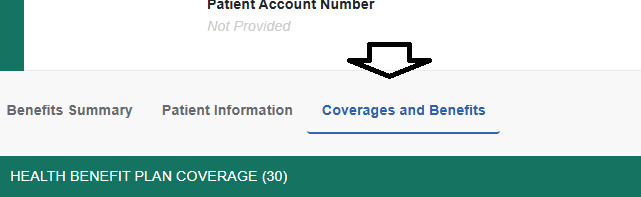 Patient Account Number
Not Provided
Benefits Summary Patient Information Coverages and Benefits
HEALTH BENEFIT PLAN COVERAGE (30)